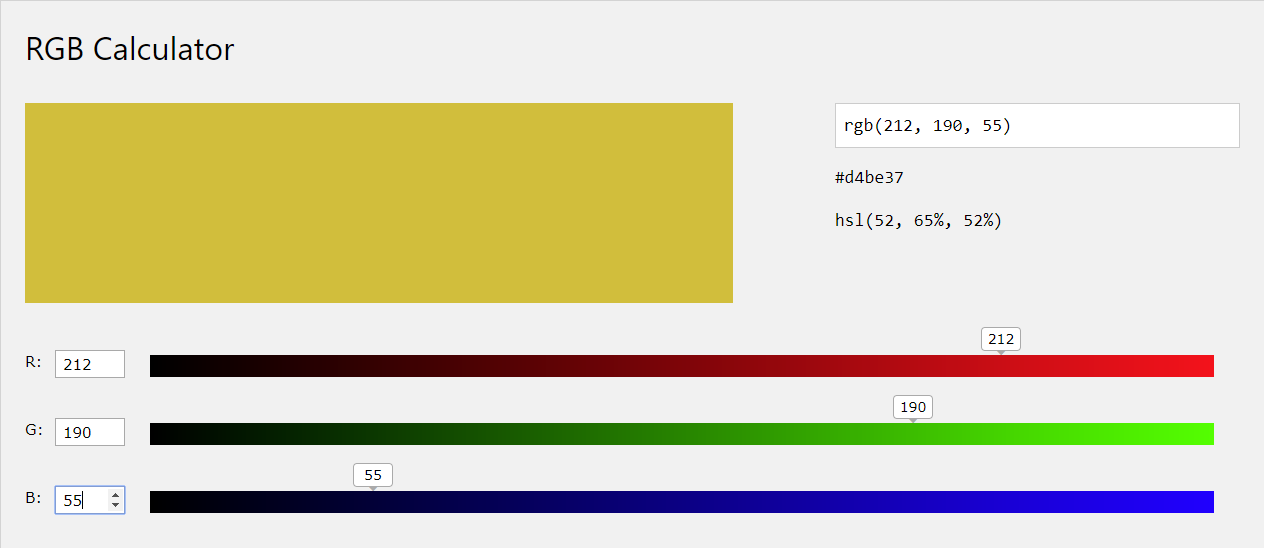 RGB Calculator
rgb(212, 190, 55)
#d4be37
hsl(52, 65%, 52%)
212
R: 212
190
G: 190
55
B: 55